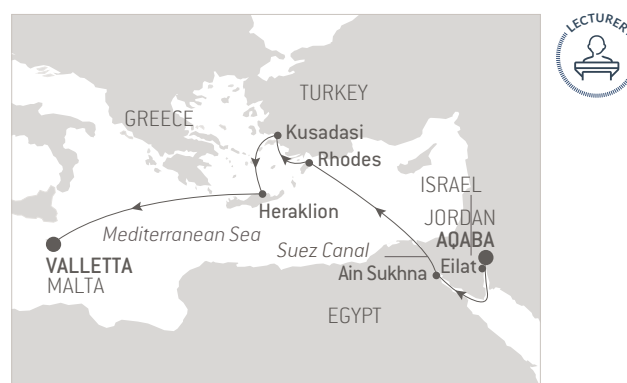 LECTURER
TURKEY
GREECE
Kusadasi
Rhodes
ISRAEL
Heraklion
JORDAN
AQABA
Mediterranean Sea
Suez Canal
Eilat
Ain Sukhna
VALLETTA
MALTA
EGYPT